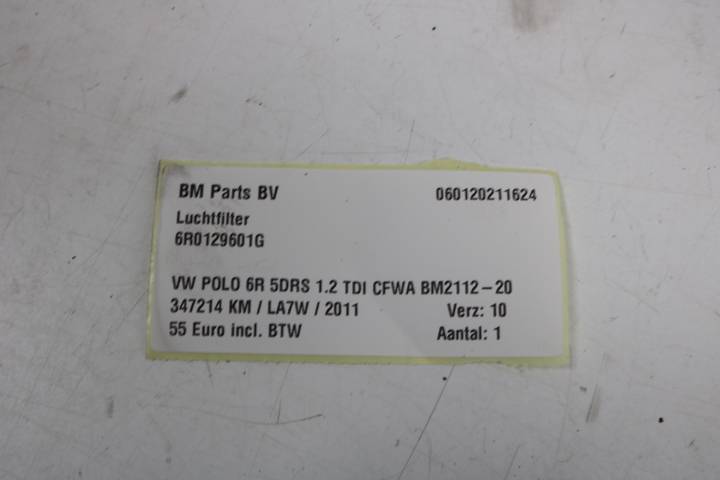 BM Parts BV 060120211624
Luchtfilter
6R0129601G
VW POLO 6R 5DRS 1.2 TDI CFWA BM2112-20
347214 KM / LA7W / 2011 Verz: 10
55 Euro incl. BTW Aantal: 1